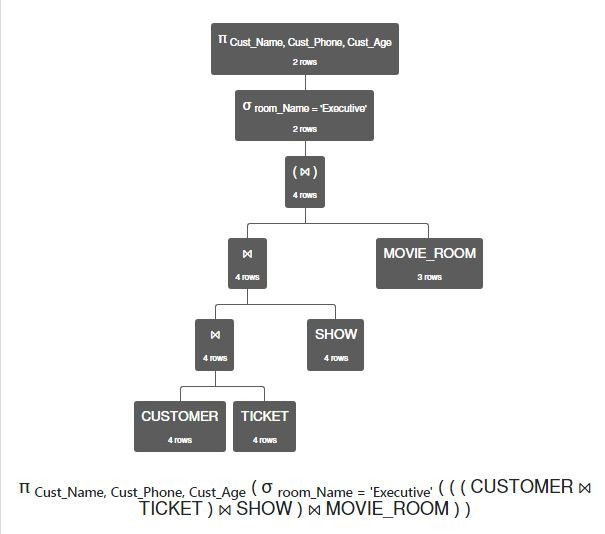 π Cust_Name, Cust_Phone, Cust_Age
2 rows
σ room_Name = 'Executive'
2 rows
( ⋈ )
4 rows
⋈
4 rows
MOVIE_ROOM
3 rows
⋈
4 rows
SHOW
4 rows
CUSTOMER
4 rows
TICKET
4 rows
π Cust_Name, Cust_Phone, Cust_Age ( σ room_Name = 'Executive' ( ( ( CUSTOMER ⋈
TICKET ) ⋈ SHOW ) ⋈ MOVIE_ROOM ) )